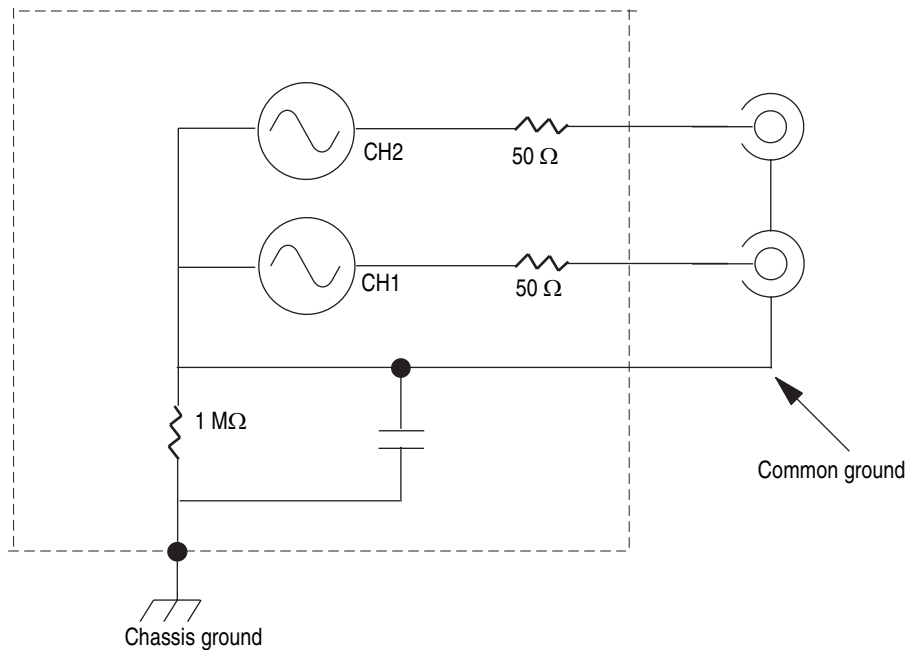 CH2
50 Ω
CH1
50 Ω
1 MΩ
Common ground
Chassis ground